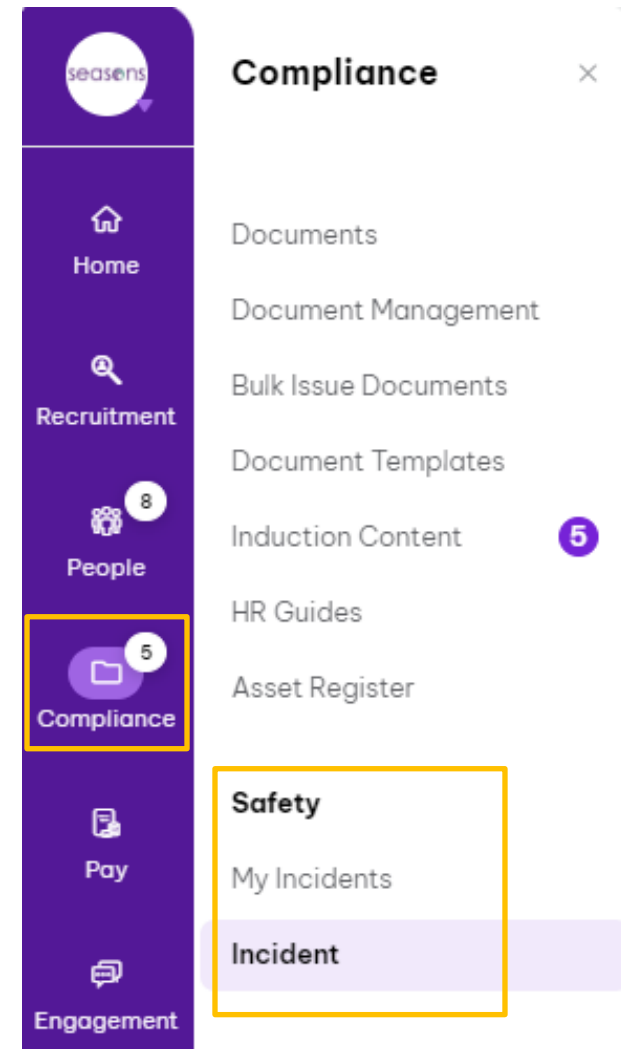 seasons
Home
Recruitment
8
People
5
Compliance
Pay
Engagement
Compliance
Documents
Document Management
Bulk Issue Documents
Document Templates
Induction Content 5
HR Guides
Asset Register
Safety
My Incidents
Incident